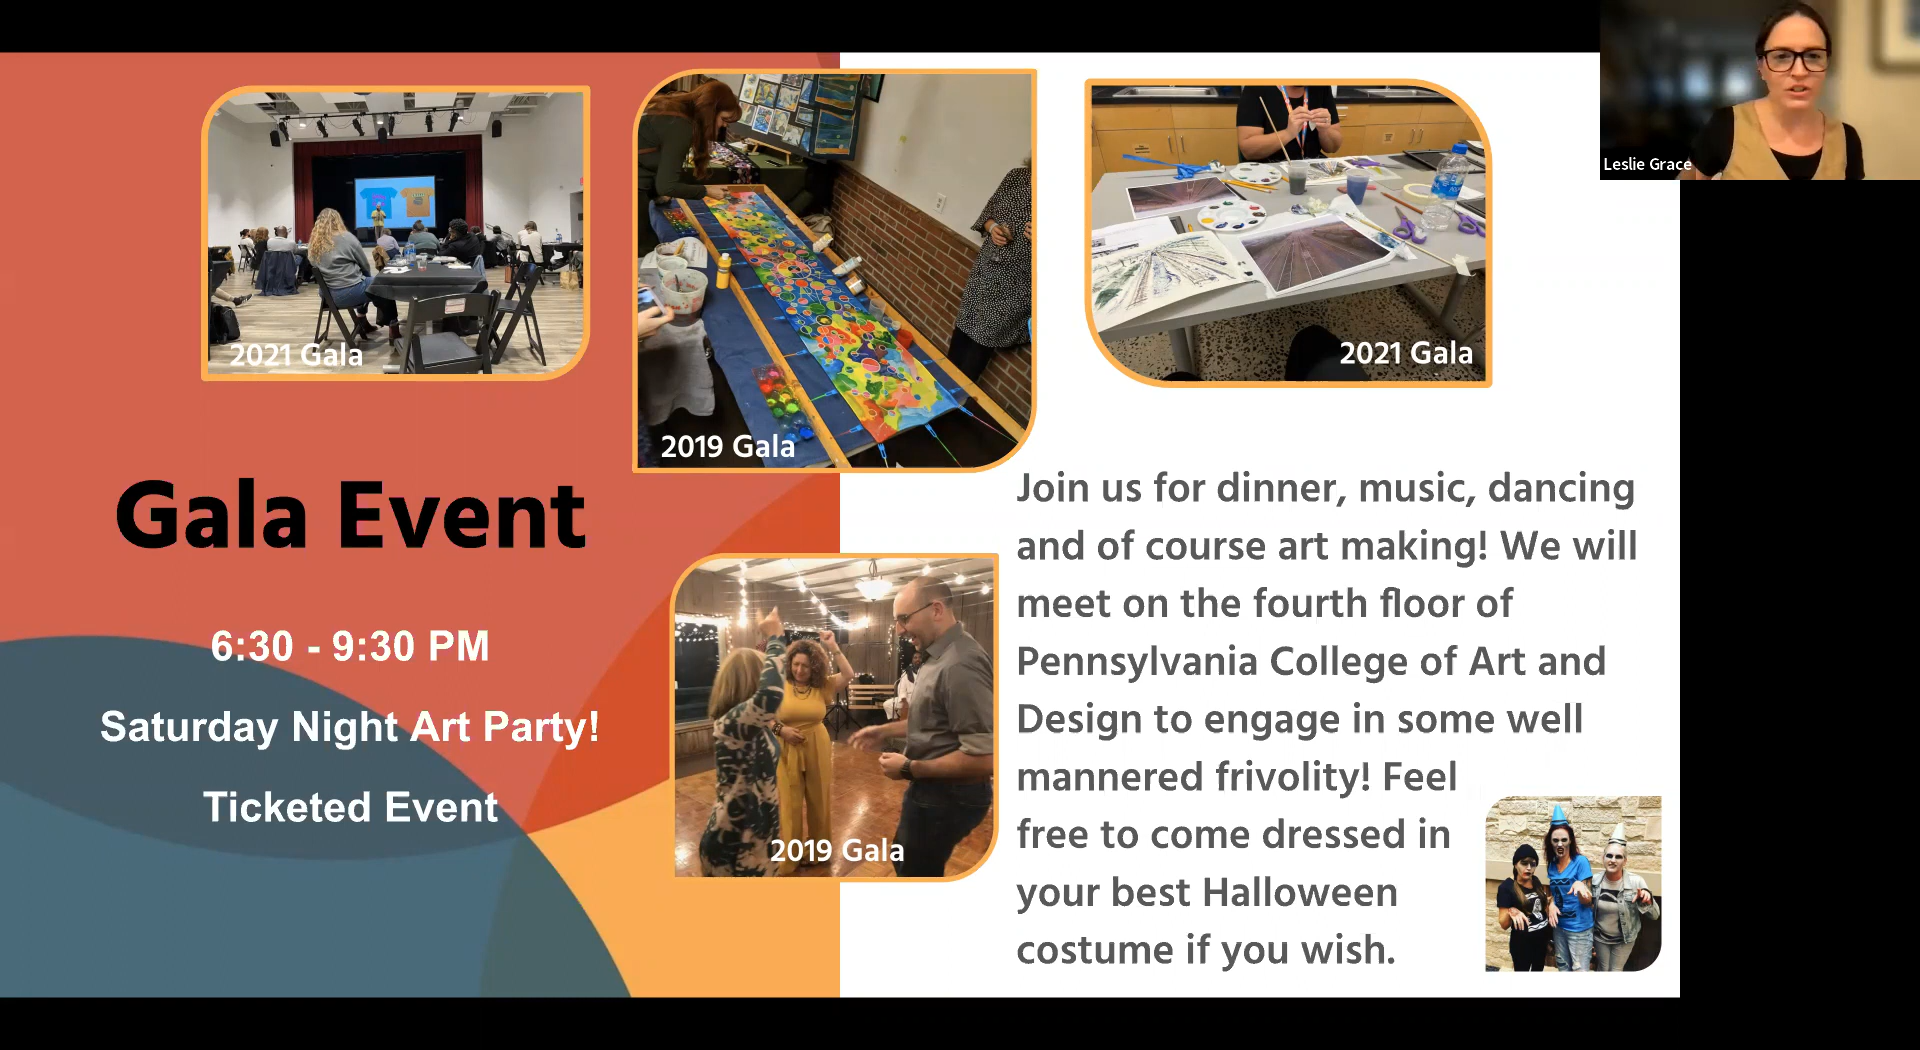 Leslie Grace
2021 Gala
2019 Gala
2021 Gala
Gala Event
6:30 - 9:30 PM
Saturday Night Art Party!
Ticketed Event
2019 Gala
Join us for dinner, music, dancing
and of course art making! We will
meet on the fourth floor of
Pennsylvania College of Art and
Design to engage in some well
mannered frivolity! Feel
free to come dressed in
your best Halloween
costume if you wish.